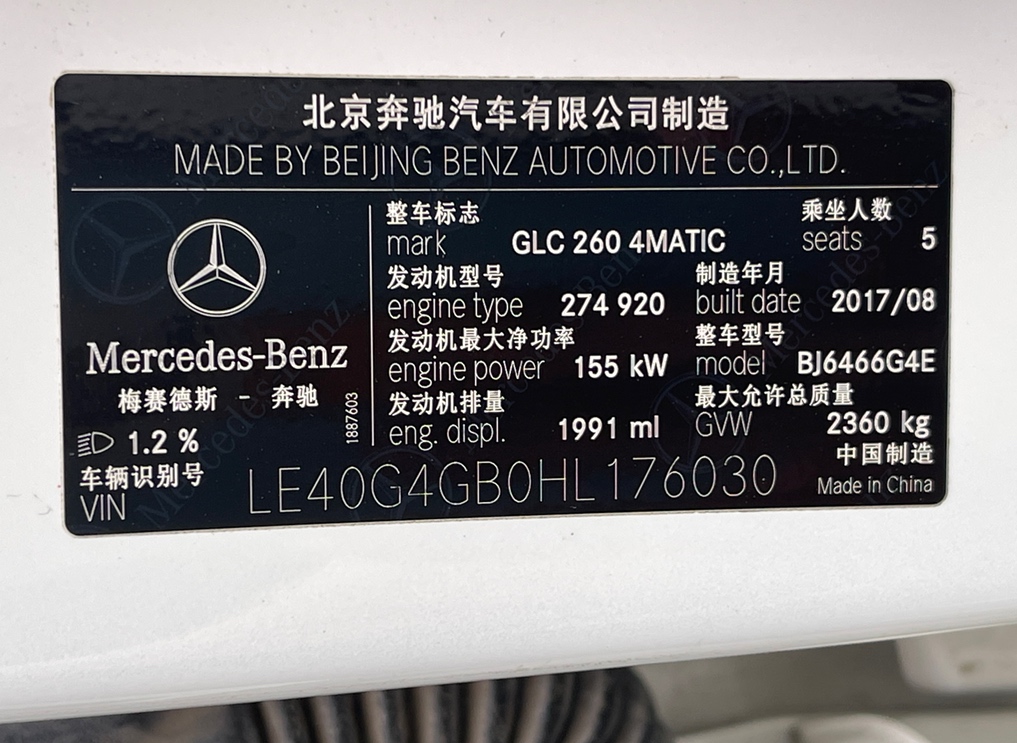 北京奔驰汽车有限公司制造
MADE BY BEIJING BENZ AUTOMOTIVE CO.,LTD.
Mercedes-Benz
梅赛德斯 - 奔驰
1.2 %
1887603
整车标志
mark GLC 260 4MATIC
乘坐人数
seats 5
发动机型号
engine type 274 920
制造年月
built date 2017/08
发动机最大净功率
engine power 155 kW
整车型号
model BJ6466G4E
发动机排量
eng. displ. 1991 ml
最大允许总质量
GVW 2360 kg
中国制造
Made in China
车辆识别号
VIN LE40G4GB0HL176030